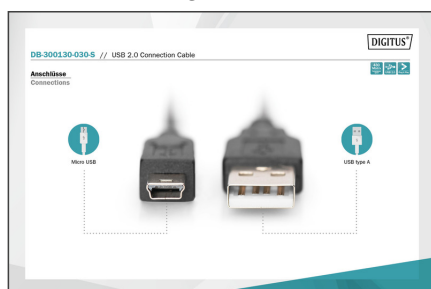 DIGITUS®
DB-300130-030-S // USB 2.0 Connection Cable
Anschlüsse
Connections
Micro USB
USB type A